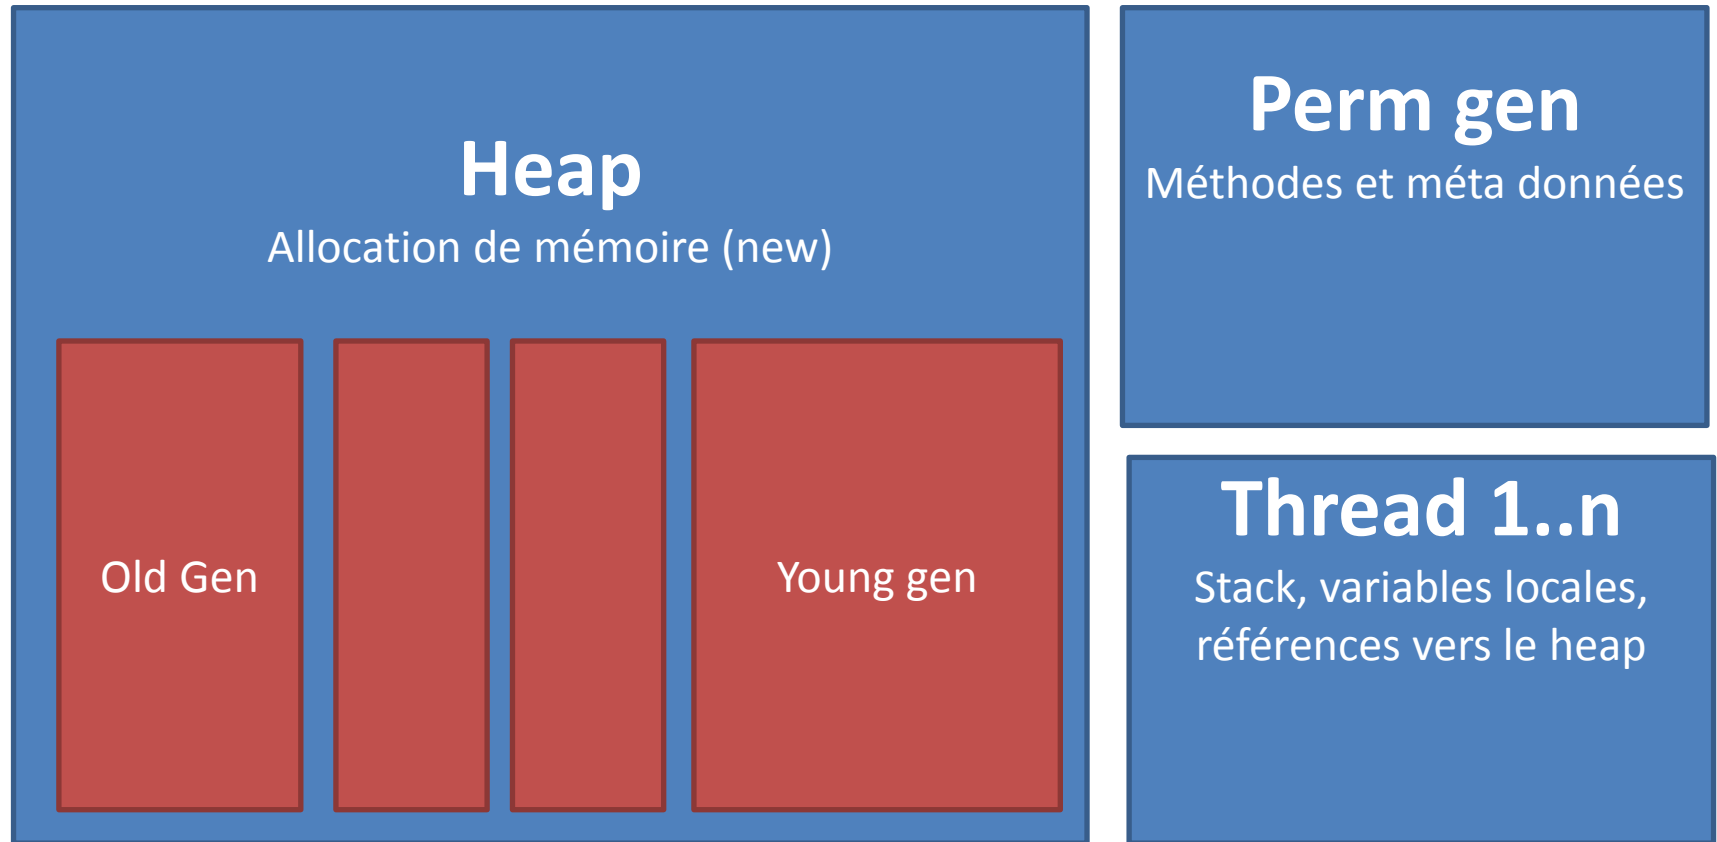 Heap
Allocation de mémoire (new)
Old Gen
Young gen
Perm gen
Méthodes et méta données
Thread 1..n
Stack, variables locales,
références vers le heap